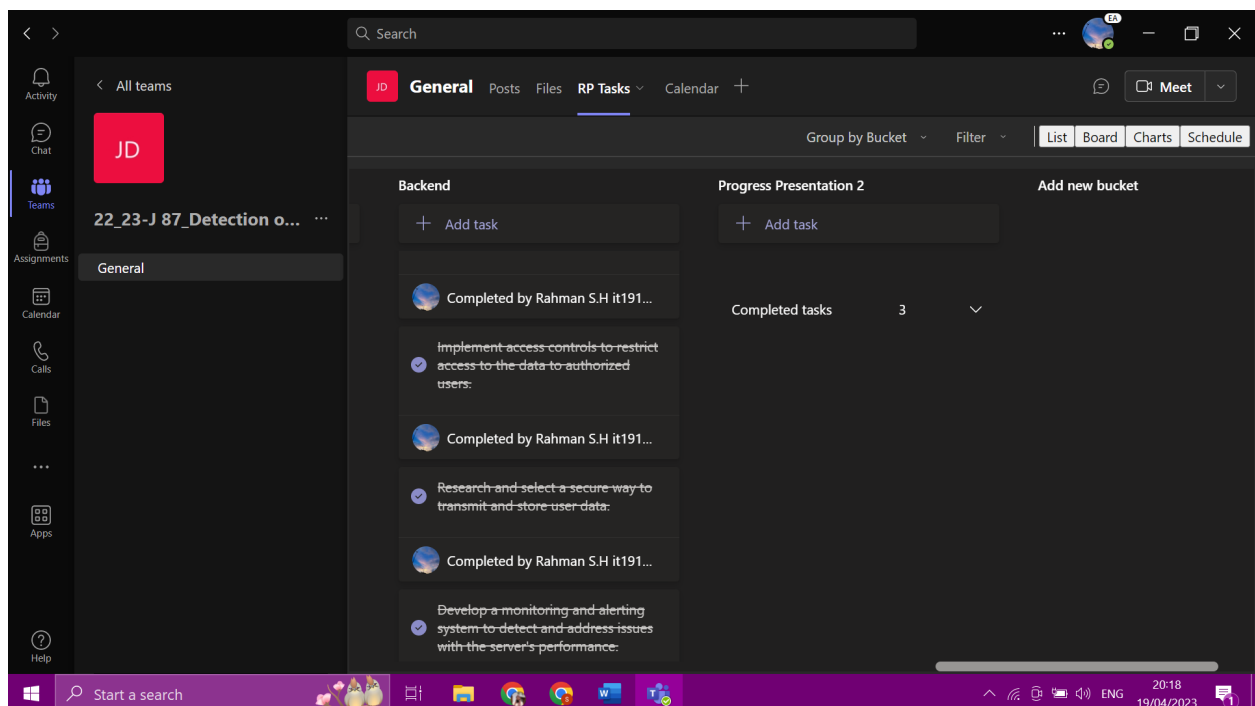 Search
EA
Activity
Chat
Teams
Assignments
Calendar
Calls
Files
Apps
Help
All teams
JD
22_23-J 87_Detection o...
General
JD
General
Posts
Files
RP Tasks
Calendar
Meet
Group by Bucket
Filter
List
Board
Charts
Schedule
Backend
Add task
Completed by Rahman S.H it191...
Implement access controls to restrict
access to the data to authorized
users.
Completed by Rahman S.H it191...
Research and select a secure way to
transmit and store user data.
Completed by Rahman S.H it191...
Develop a monitoring and alerting
system to detect and address issues
with the server's performance.
Progress Presentation 2
Add task
Completed tasks 3
Add new bucket
Start a search
ENG
20:18
19/04/2023
1